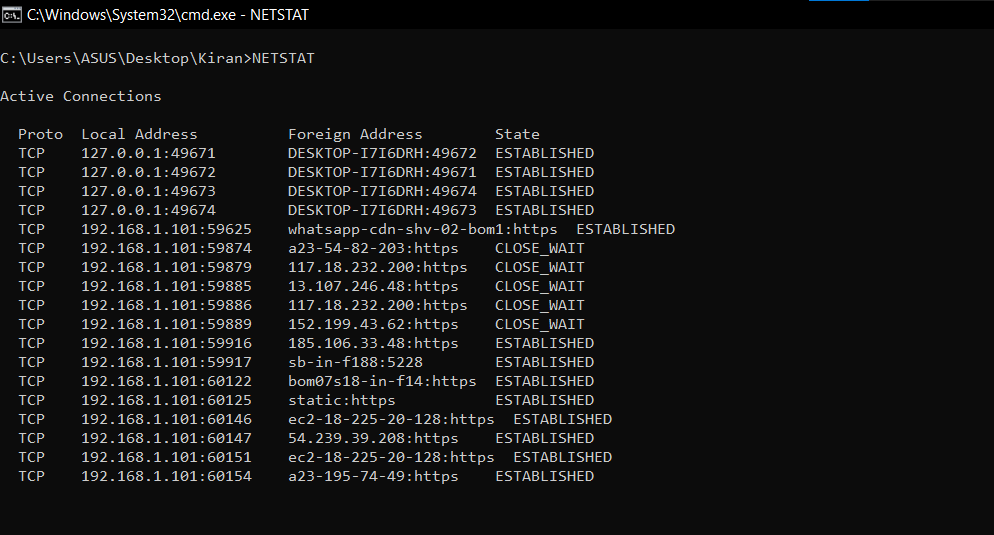 C:\Windows\System32\cmd.exe - NETSTAT
C:\Users\ASUS\Desktop\Kiran>NETSTAT
Active Connections
Proto  Local Address          Foreign Address        State
TCP    127.0.0.1:49671        DESKTOP-I7I6DRH:49672  ESTABLISHED
TCP    127.0.0.1:49672        DESKTOP-I7I6DRH:49671  ESTABLISHED
TCP    127.0.0.1:49673        DESKTOP-I7I6DRH:49674  ESTABLISHED
TCP    127.0.0.1:49674        DESKTOP-I7I6DRH:49673  ESTABLISHED
TCP    192.168.1.101:59625    whatsapp-cdn-shv-02-bom1:https  ESTABLISHED
TCP    192.168.1.101:59874    a23-54-82-203:https    CLOSE_WAIT
TCP    192.168.1.101:59879    117.18.232.200:https   CLOSE_WAIT
TCP    192.168.1.101:59885    13.107.246.48:https    CLOSE_WAIT
TCP    192.168.1.101:59886    117.18.232.200:https   CLOSE_WAIT
TCP    192.168.1.101:59889    152.199.43.62:https    CLOSE_WAIT
TCP    192.168.1.101:59916    185.106.33.48:https    ESTABLISHED
TCP    192.168.1.101:59917    sb-in-f188:5228        ESTABLISHED
TCP    192.168.1.101:60122    bom07s18-in-f14:https  ESTABLISHED
TCP    192.168.1.101:60125    static:https           ESTABLISHED
TCP    192.168.1.101:60146    ec2-18-225-20-128:https  ESTABLISHED
TCP    192.168.1.101:60147    54.239.39.208:https    ESTABLISHED
TCP    192.168.1.101:60151    ec2-18-225-20-128:https  ESTABLISHED
TCP    192.168.1.101:60154    a23-195-74-49:https    ESTABLISHED